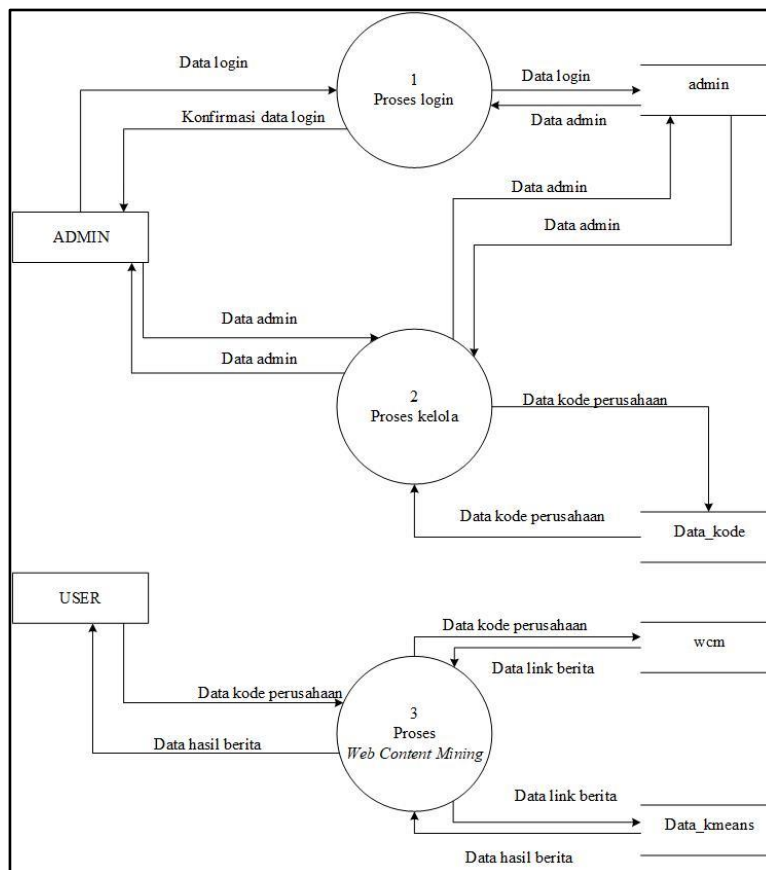 Data login
1
Proses login
Data login
admin
Konfirmasi data login
Data admin
Data admin
ADMIN
Data admin
Data admin
Data admin
2
Proses kelola
Data kode perusahaan
Data kode perusahaan
Data_kode
USER
Data kode perusahaan
wcm
Data link berita
Data kode perusahaan
3
Proses
Web Content Mining
Data hasil berita
Data link berita
Data_kmeans
Data hasil berita